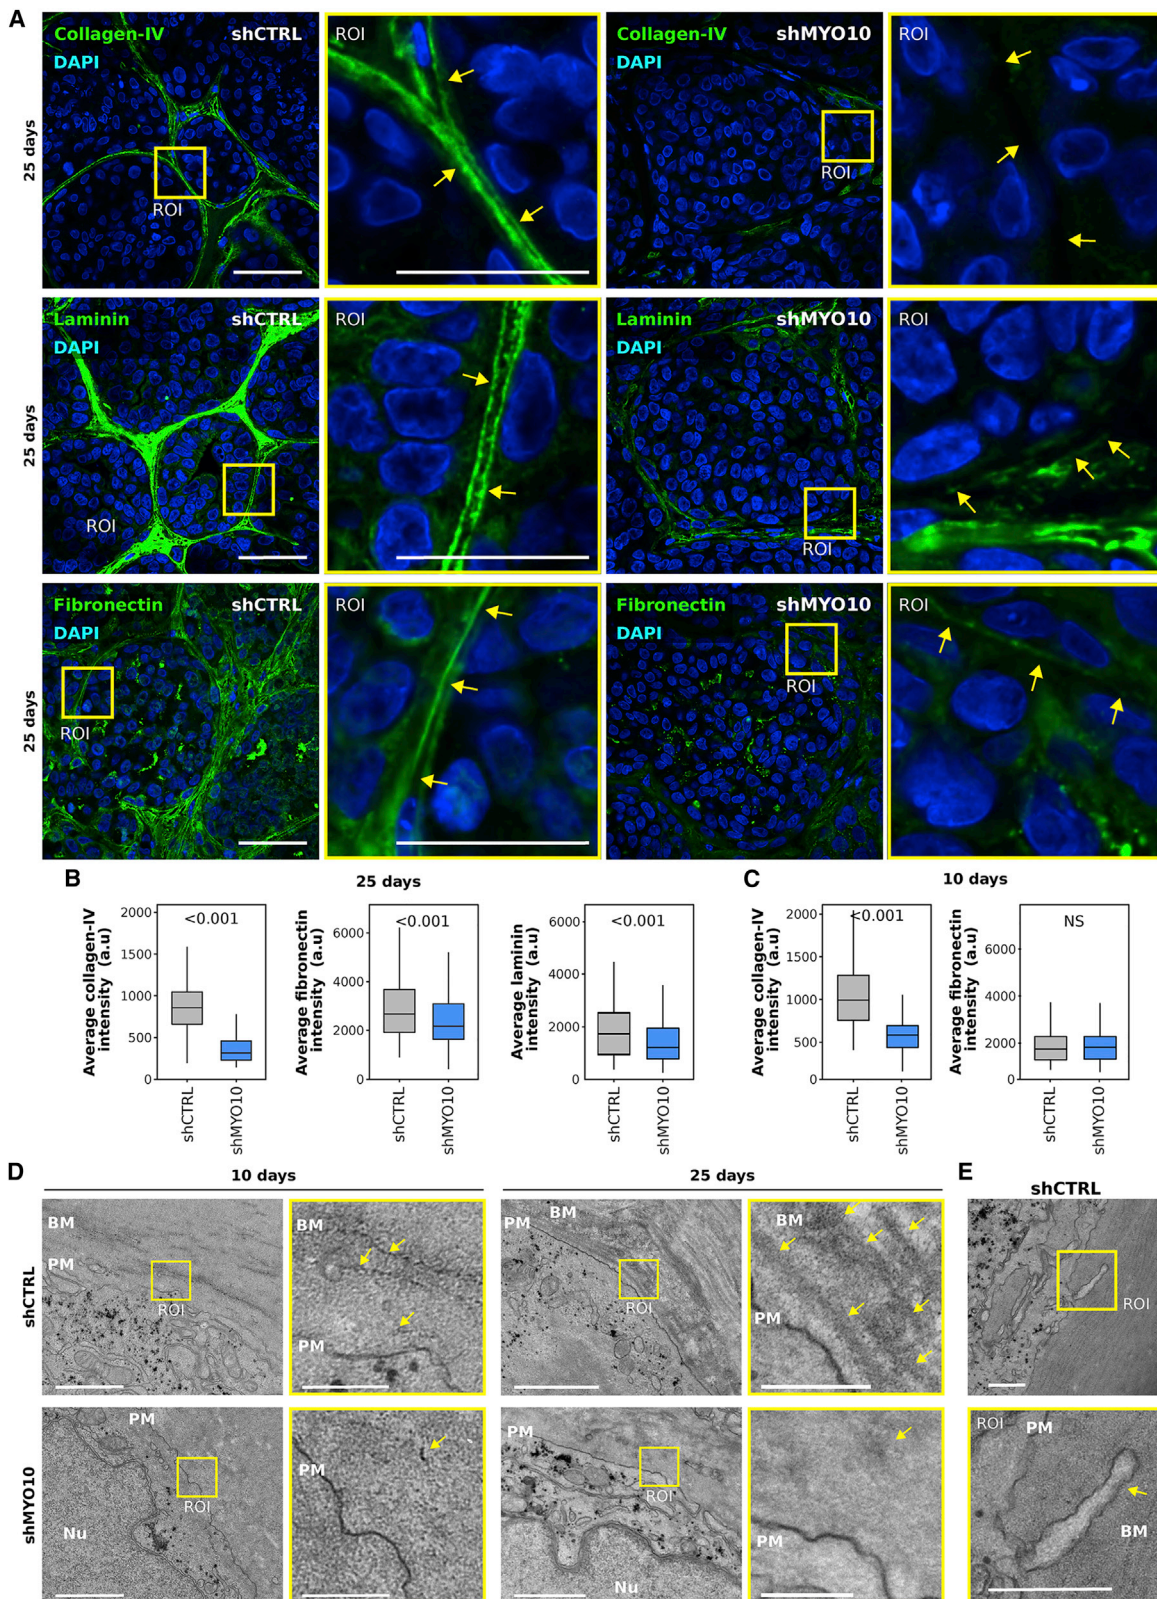 A
Collagen-IV shCTRL
DAPI
ROI
ROI
Collagen-IV shMYO10
DAPI
ROI
ROI
25 days
Laminin shCTRL
DAPI
ROI
ROI
Laminin shMYO10
DAPI
ROI
ROI
25 days
Fibronectin shCTRL
DAPI
ROI
ROI
Fibronectin shMYO10
DAPI
ROI
ROI
25 days
B
25 days
Average collagen-IV
intensity (a.u)
2000
1500
1000
500
0
<0.001
shCTRL
shMYO10
Average fibronectin
intensity (a.u)
6000
4000
2000
0
<0.001
shCTRL
shMYO10
Average laminin
intensity (a.u)
6000
4000
2000
0
<0.001
shCTRL
shMYO10
C
10 days
Average collagen-IV
intensity (a.u)
2000
1500
1000
500
0
<0.001
shCTRL
shMYO10
Average fibronectin
intensity (a.u)
6000
4000
2000
0
NS
shCTRL
shMYO10
D
10 days
25 days
shCTRL
BM
PM
ROI
BM
PM
PM
BM
ROI
BM
PM
shMYO10
PM
ROI
Nu
PM
PM
ROI
Nu
PM
E
shCTRL
ROI
ROI
PM
BM